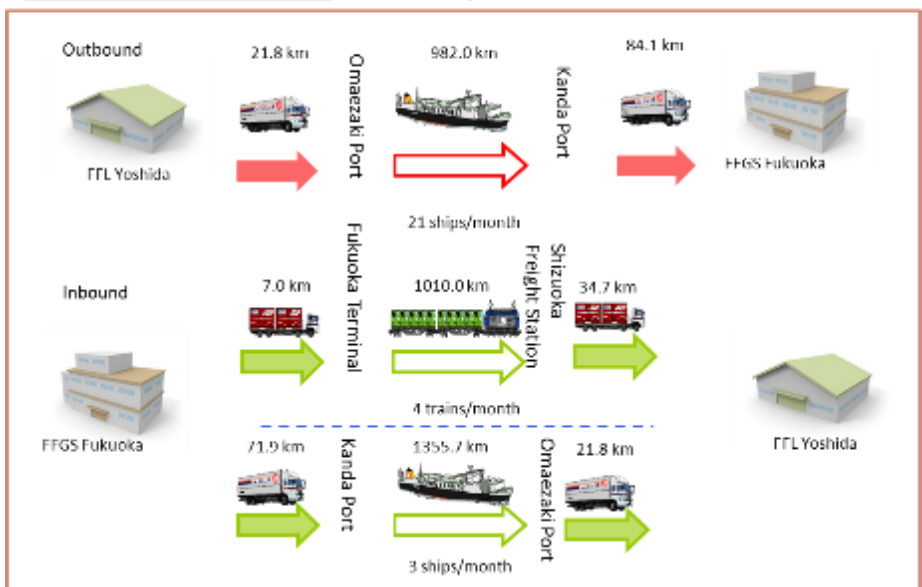 Outbound
21.8 km
982.0 km
84.1 km
Omaezaki Port
Kanda Port
FFL Yoshida
FFGS Fukuoka
21 ships/month
Inbound
7.0 km
Fukuoka Terminal
1010.0 km
Shizuoka
Freight Station
34.7 km
4 trains/month
FFGS Fukuoka
FFL Yoshida
71.9 km
Kanda Port
1355.7 km
Omaezaki Port
21.8 km
3 ships/month